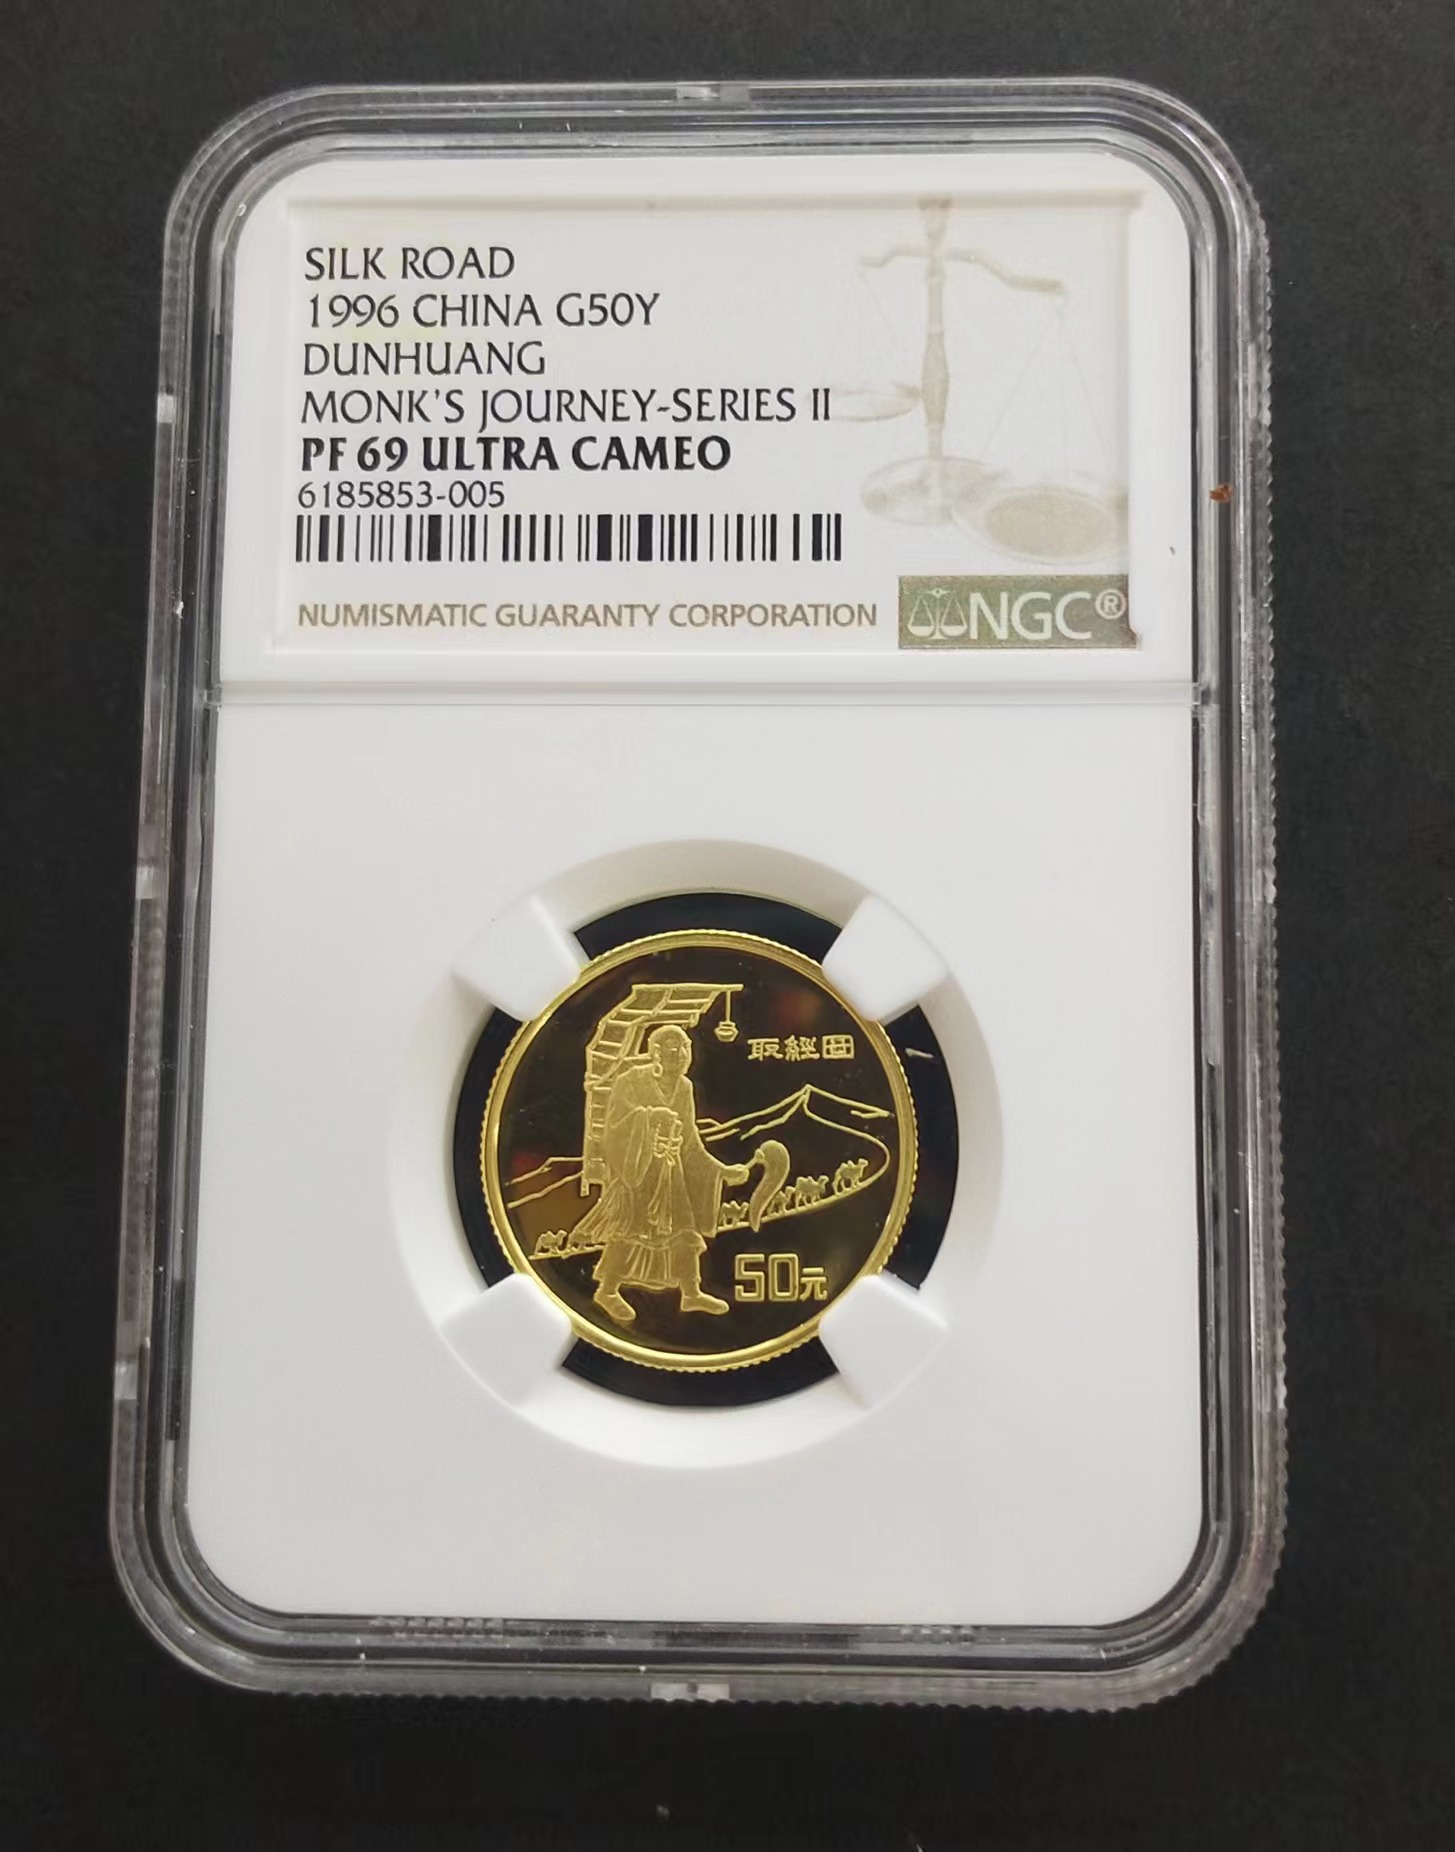 SILK ROAD
1996 CHINA G50Y
DUNHUANG
MONK'S JOURNEY-SERIES II
PF 69 ULTRA CAMEO
6185853-005
NUMISMATIC GUARANTY CORPORATION
NGC®
取經圖
50元